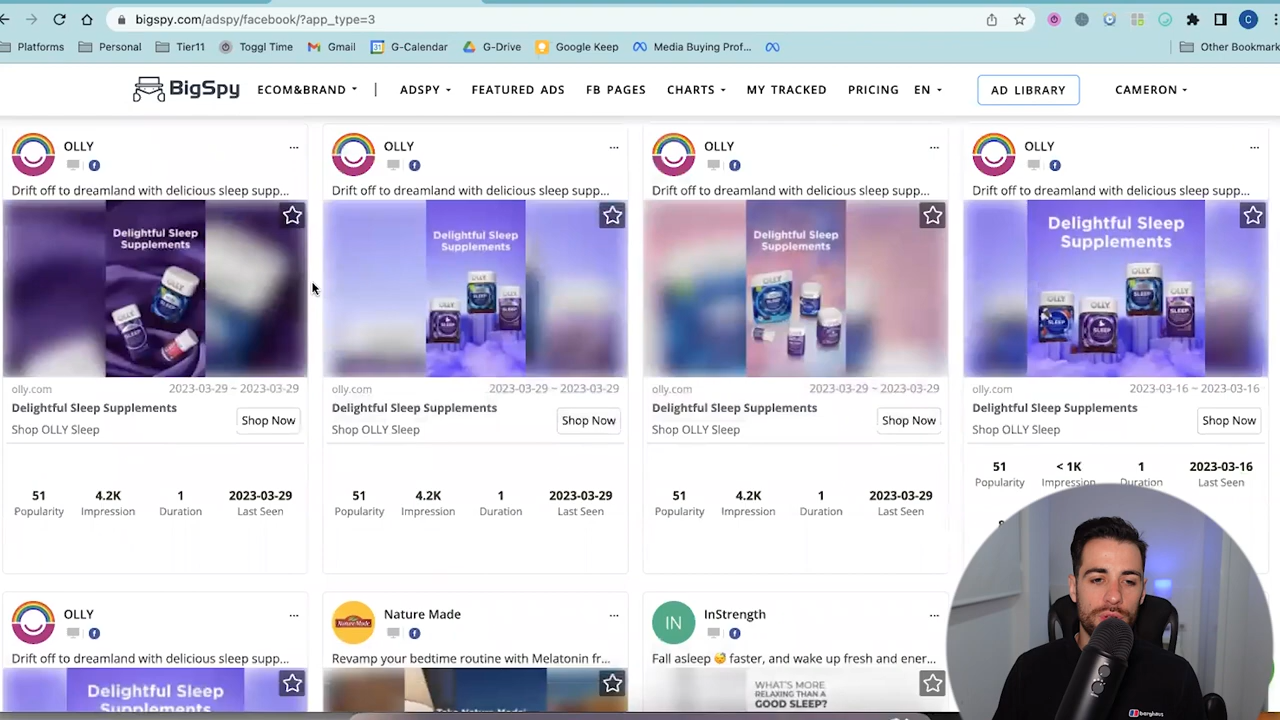 bigspy.com/adspy/facebook/?app_type=3
Platforms Personal Tier11 Toggl Time Gmail G-Calendar G-Drive Google Keep Media Buying Prof... Other Bookmark
BigSpy ECOM&BRAND | ADSPY FEATURED ADS FB PAGES CHARTS MY TRACKED PRICING EN AD LIBRARY CAMERON
OLLY OLLY OLLY OLLY
Drift off to dreamland with delicious sleep supp... Drift off to dreamland with delicious sleep supp... Drift off to dreamland with delicious sleep supp... Drift off to dreamland with delicious sleep supp...
Delightful Sleep Supplements Delightful Sleep Supplements Delightful Sleep Supplements Delightful Sleep Supplements
olly.com 2023-03-29 ~ 2023-03-29 olly.com 2023-03-29 ~ 2023-03-29 olly.com 2023-03-29 ~ 2023-03-29 olly.com 2023-03-16 ~ 2023-03-16
Delightful Sleep Supplements Delightful Sleep Supplements Delightful Sleep Supplements Delightful Sleep Supplements
Shop OLLY Sleep Shop Now Shop OLLY Sleep Shop Now Shop OLLY Sleep Shop Now Shop OLLY Sleep Shop Now
51 4.2K 1 2023-03-29 51 4.2K 1 2023-03-29 51 4.2K 1 2023-03-29 51 < 1K 1 2023-03-16
Popularity Impression Duration Last Seen Popularity Impression Duration Last Seen Popularity Impression Duration Last Seen Popularity Impression Duration Last Seen
OLLY Nature Made IN InStrength
Drift off to dreamland with delicious sleep supp... Revamp your bedtime routine with Melatonin fr... Fall asleep 😴 faster, and wake up fresh and ener...
Delightful Sleep WHAT'S MORE
RELAXING THAN A
GOOD SLEEP?
berghaus